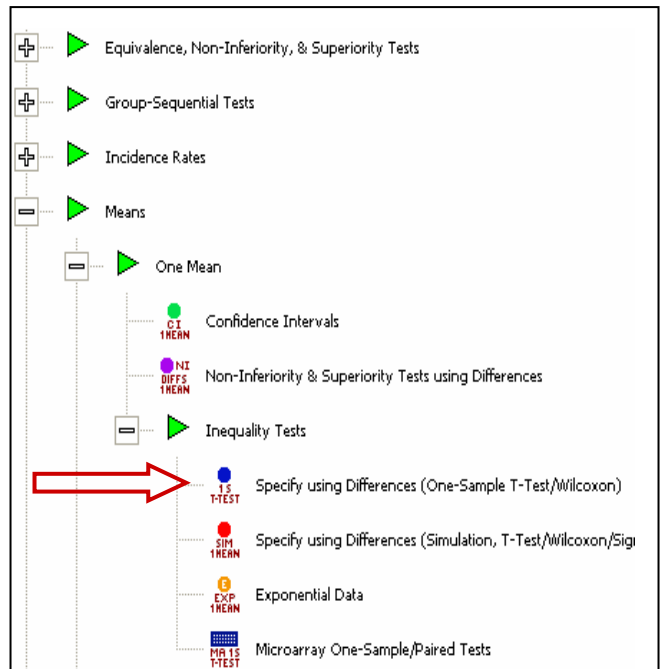 Equivalence, Non-Inferiority, & Superiority Tests
Group-Sequential Tests
Incidence Rates
Means
One Mean
CI
1MEAN
Confidence Intervals
NI
DIFFS
1MEAN
Non-Inferiority & Superiority Tests using Differences
Inequality Tests
1S
T-TEST
Specify using Differences (One-Sample T-Test/Wilcoxon)
SIM
1MEAN
Specify using Differences (Simulation, T-Test/Wilcoxon/Sig
E
EXP
1MEAN
Exponential Data
MA 1S
T-TEST
Microarray One-Sample/Paired Tests